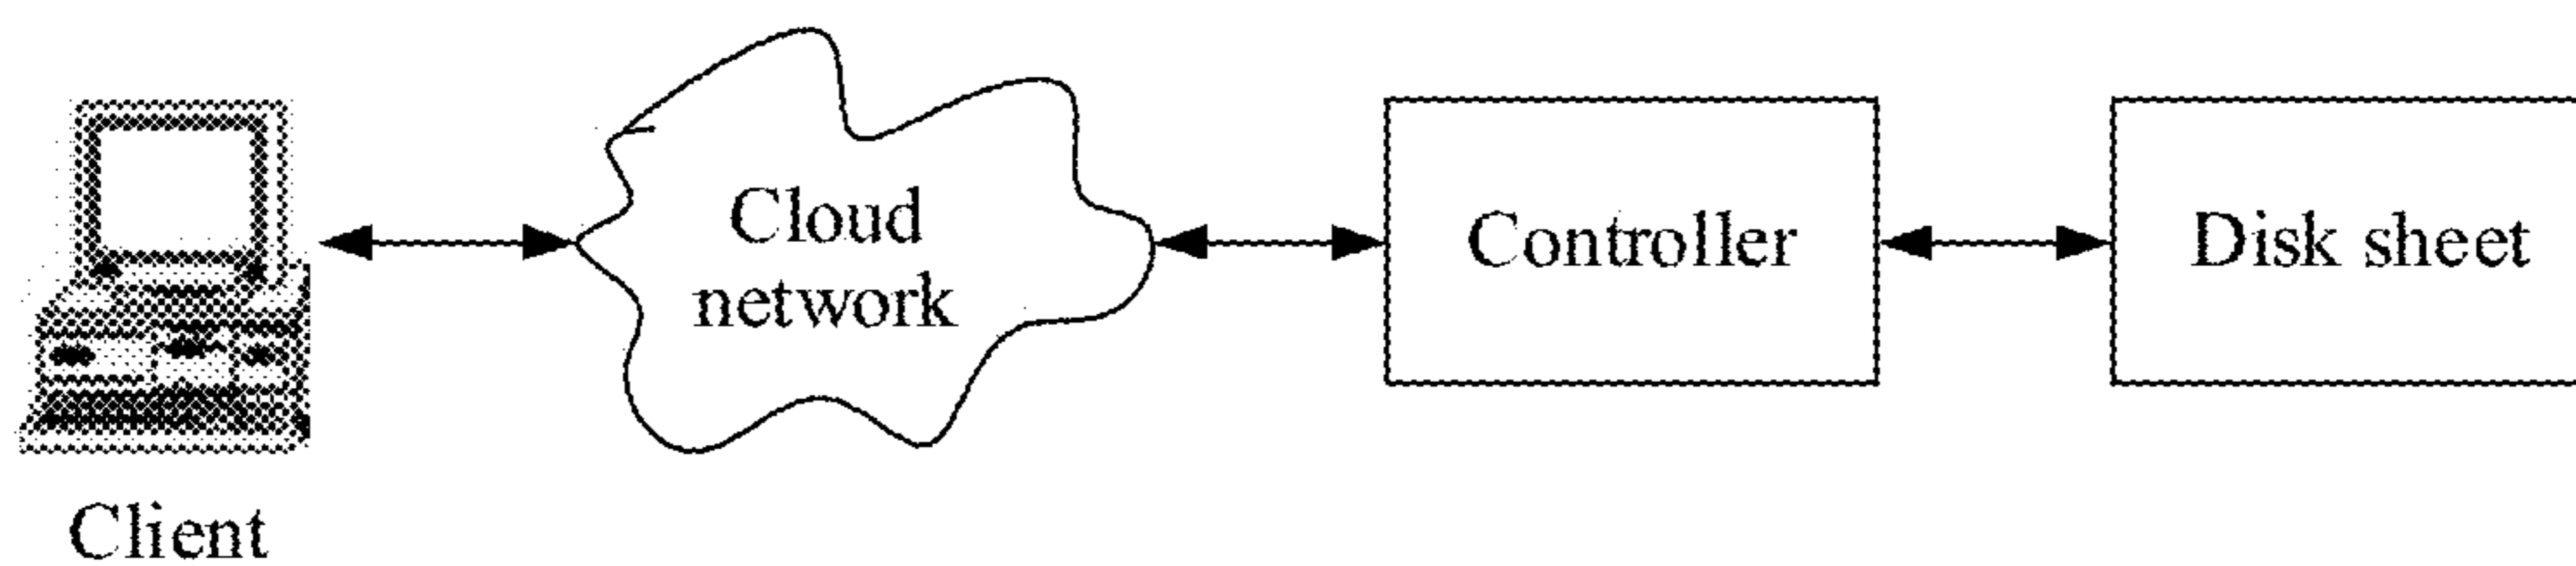 Cloud
network
Controller
Disk sheet
Client